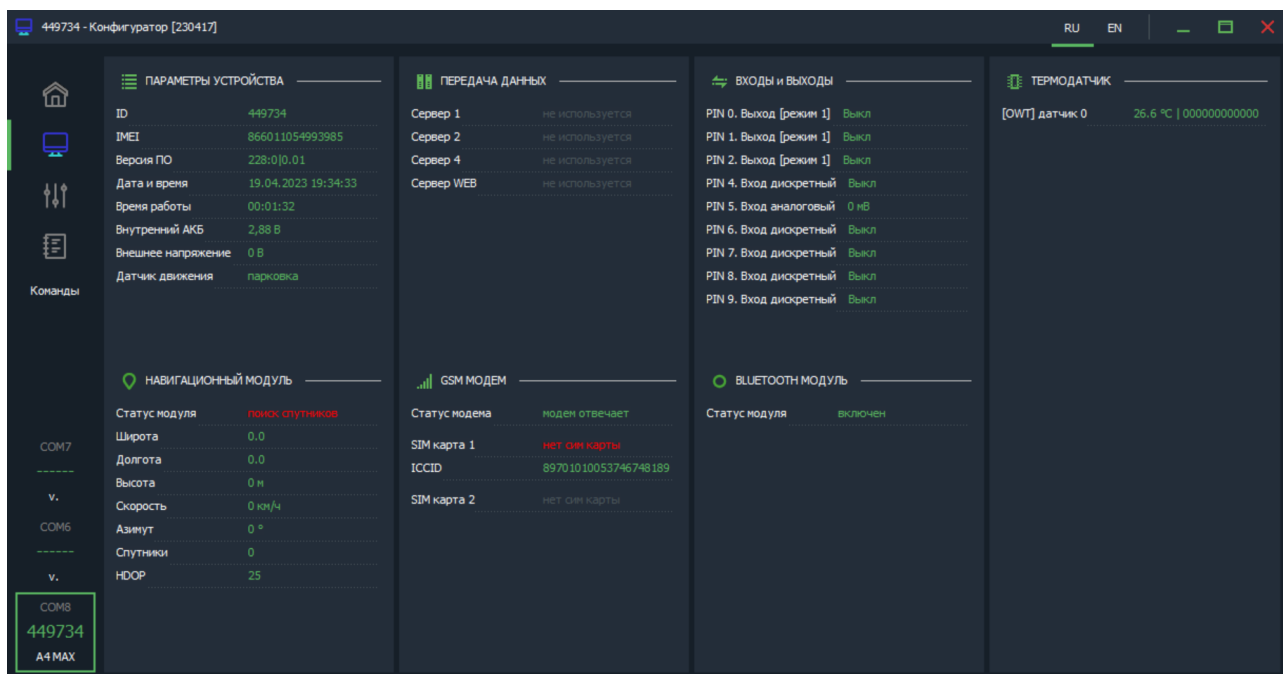 449734 - Конфигуратор [230417]
RU EN
ПАРАМЕТРЫ УСТРОЙСТВА
ID 449734
IMEI 866011054993985
Версия ПО 228:0|0.01
Дата и время 19.04.2023 19:34:33
Время работы 00:01:32
Внутренний АКБ 2,88 В
Внешнее напряжение 0 В
Датчик движения парковка
ПЕРЕДАЧА ДАННЫХ
Сервер 1 не используется
Сервер 2 не используется
Сервер 4 не используется
Сервер WEB не используется
ВХОДЫ и ВЫХОДЫ
PIN 0. Выход [режим 1] Выкл
PIN 1. Выход [режим 1] Выкл
PIN 2. Выход [режим 1] Выкл
PIN 4. Вход дискретный Выкл
PIN 5. Вход аналоговый 0 мВ
PIN 6. Вход дискретный Выкл
PIN 7. Вход дискретный Выкл
PIN 8. Вход дискретный Выкл
PIN 9. Вход дискретный Выкл
ТЕРМОДАТЧИК
[OWT] датчик 0 26.6 °C | 000000000000
НАВИГАЦИОННЫЙ МОДУЛЬ
Статус модуля поиск спутников
Широта 0.0
Долгота 0.0
Высота 0 м
Скорость 0 км/ч
Азимут 0 °
Спутники 0
HDOP 25
GSM МОДЕМ
Статус модема модем отвечает
SIM карта 1 нет сим карты
ICCID 89701010053746748189
SIM карта 2 нет сим карты
BLUETOOTH МОДУЛЬ
Статус модуля включен
Команды
COM7
------
v.
COM6
------
v.
COM8
449734
A4 MAX